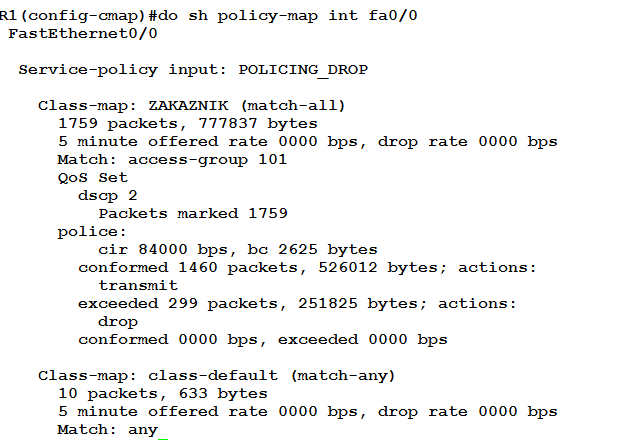 R1(config-cmap)#do sh policy-map int fa0/0
FastEthernet0/0
Service-policy input: POLICING_DROP
Class-map: ZAKAZNIK (match-all)
1759 packets, 777837 bytes
5 minute offered rate 0000 bps, drop rate 0000 bps
Match: access-group 101
QoS Set
dscp 2
Packets marked 1759
police:
cir 84000 bps, bc 2625 bytes
conformed 1460 packets, 526012 bytes; actions:
transmit
exceeded 299 packets, 251825 bytes; actions:
drop
conformed 0000 bps, exceeded 0000 bps
Class-map: class-default (match-any)
10 packets, 633 bytes
5 minute offered rate 0000 bps, drop rate 0000 bps
Match: any